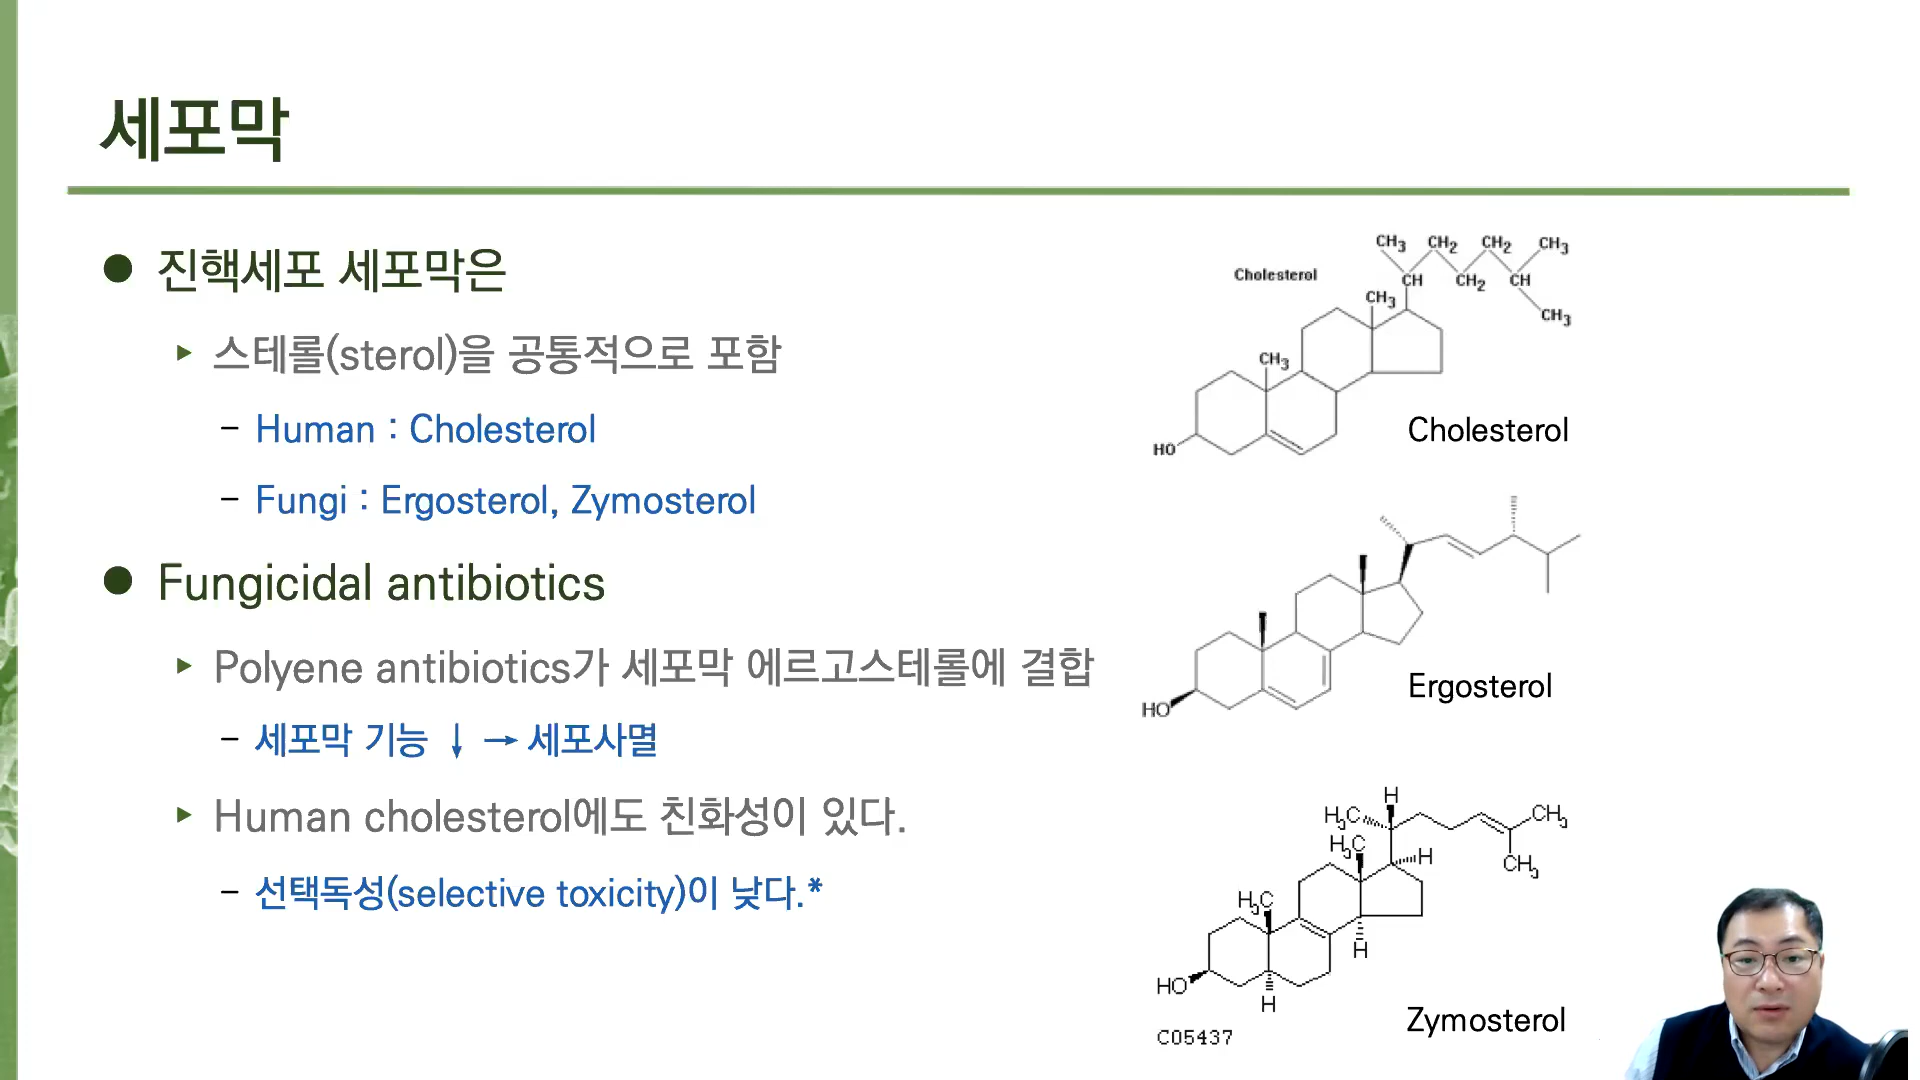 세포막
진핵세포 세포막은
스테롤(sterol)을 공통적으로 포함
– Human : Cholesterol
– Fungi : Ergosterol, Zymosterol
Fungicidal antibiotics
Polyene antibiotics가 세포막 에르고스테롤에 결합
– 세포막 기능 ↓ → 세포사멸
Human cholesterol에도 친화성이 있다.
– 선택독성(selective toxicity)이 낮다.*
CH3 CH2 CH2 CH3
Cholesterol
CH CH2 CH
CH3
CH3
CH3
HO
Cholesterol
HO
Ergosterol
H
H3C
CH3
H3C
H
CH3
H3C
H
HO
H
C05437
Zymosterol